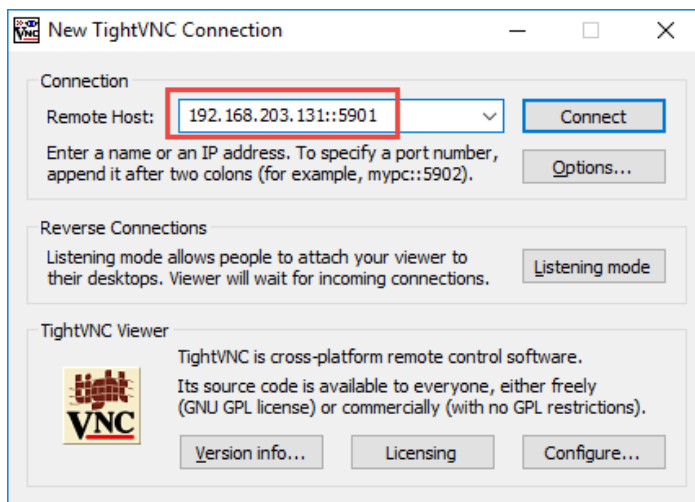 New TightVNC Connection
Connection
Remote Host: 192.168.203.131::5901 Connect
Enter a name or an IP address. To specify a port number,
append it after two colons (for example, mypc::5902). Options...
Reverse Connections
Listening mode allows people to attach your viewer to
their desktops. Viewer will wait for incoming connections. Listening mode
TightVNC Viewer
TightVNC is cross-platform remote control software.
Its source code is available to everyone, either freely
(GNU GPL license) or commercially (with no GPL restrictions).
tight
VNC
Version info... Licensing Configure...